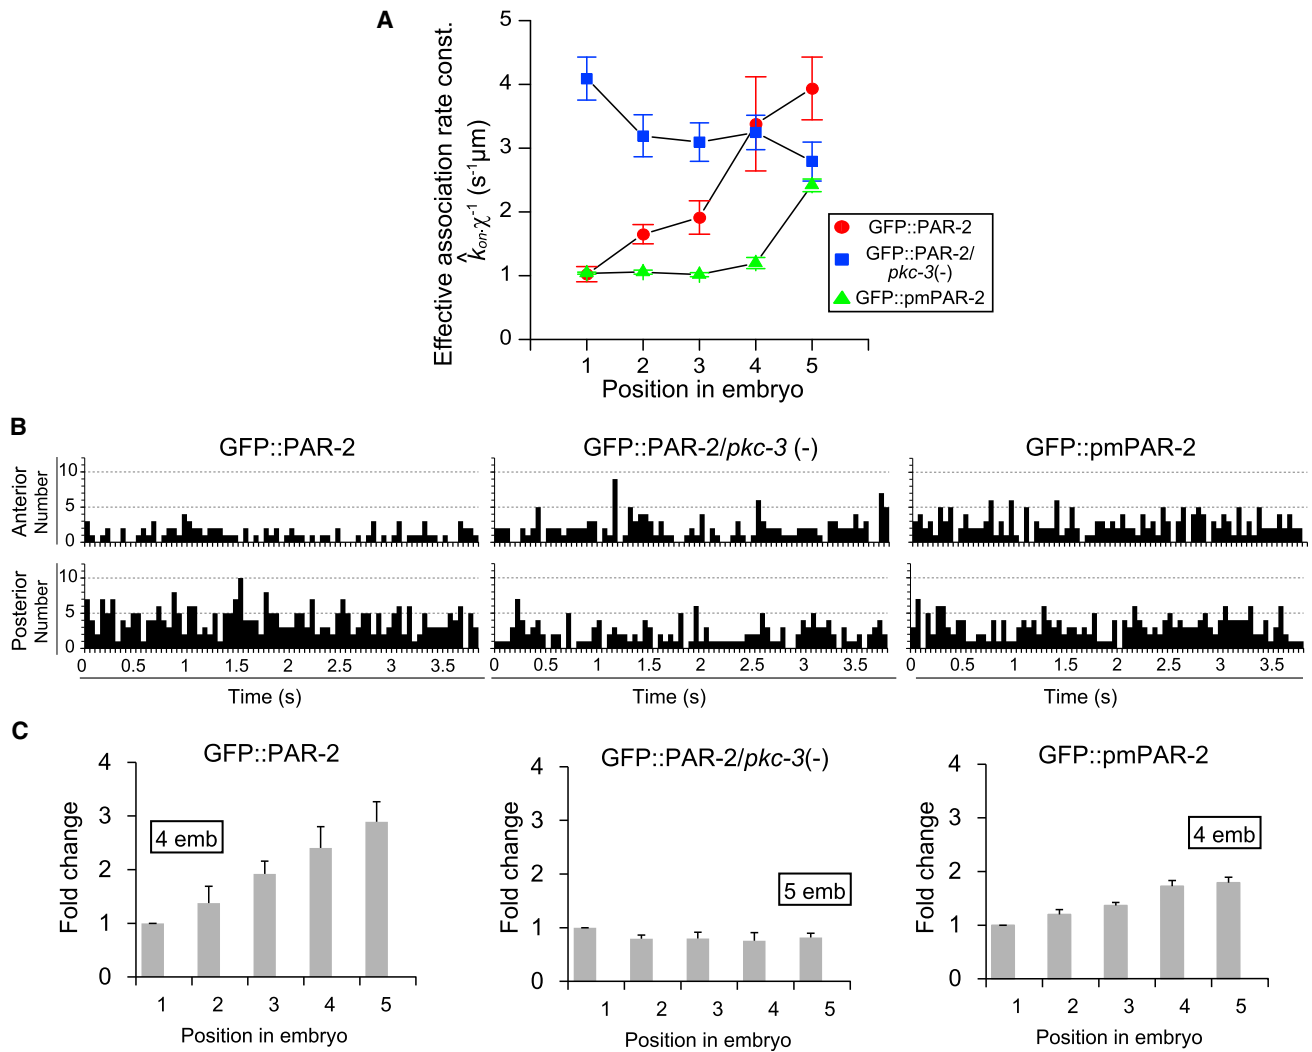 A
Effective association rate const.
k̂on·χ-1 (s-1μm)
5
4
3
2
1
0
1 2 3 4 5
Position in embryo
GFP::PAR-2
GFP::PAR-2/
pkc-3(-)
GFP::pmPAR-2
B
GFP::PAR-2
GFP::PAR-2/pkc-3 (-)
GFP::pmPAR-2
Anterior
Number
10
5
0
Posterior
Number
10
5
0
0 0.5 1 1.5 2 2.5 3 3.5
0 0.5 1 1.5 2 2.5 3 3.5
0 0.5 1 1.5 2 2.5 3 3.5
Time (s)
Time (s)
Time (s)
C
GFP::PAR-2
Fold change
4
3
2
1
0
4 emb
1 2 3 4 5
Position in embryo
GFP::PAR-2/pkc-3(-)
Fold change
4
3
2
1
0
5 emb
1 2 3 4 5
Position in embryo
GFP::pmPAR-2
Fold change
4
3
2
1
0
4 emb
1 2 3 4 5
Position in embryo